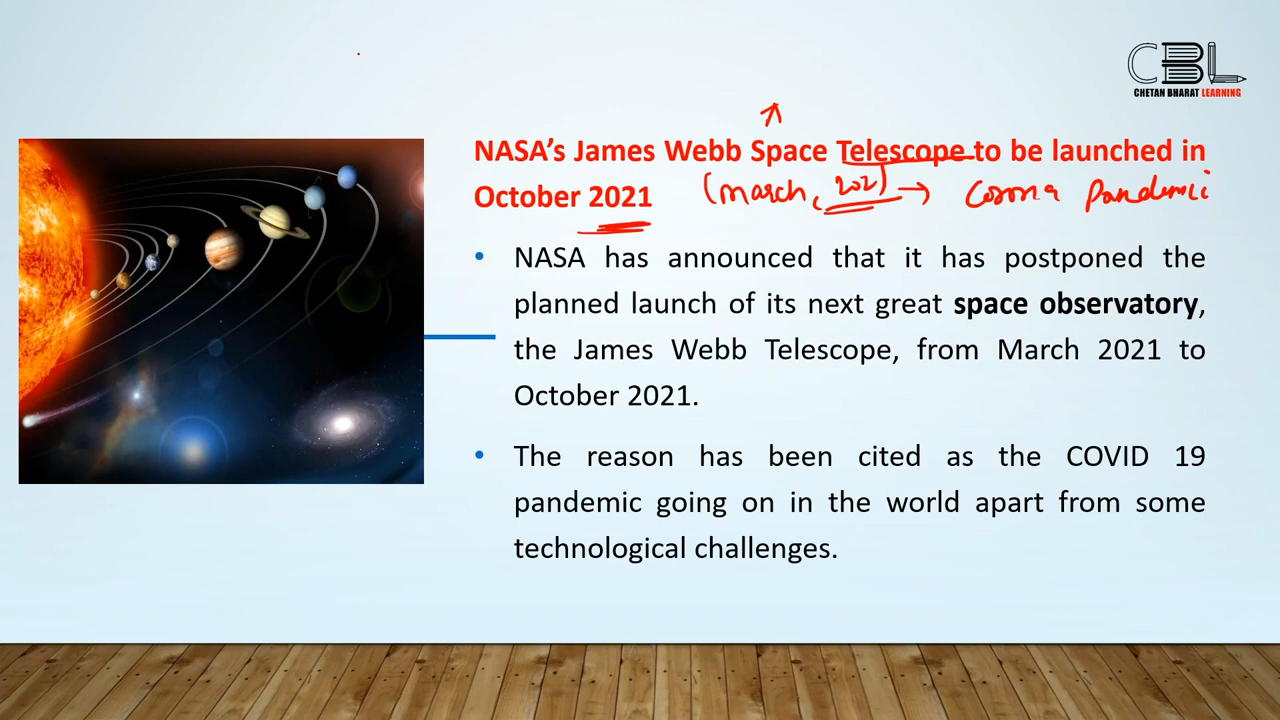 CBL
CHETAN BHARAT LEARNING
NASA's James Webb Space Telescope to be launched in
October 2021 (March, 2021) → Corona Pandemic
• NASA has announced that it has postponed the
planned launch of its next great space observatory,
the James Webb Telescope, from March 2021 to
October 2021.
• The reason has been cited as the COVID 19
pandemic going on in the world apart from some
technological challenges.